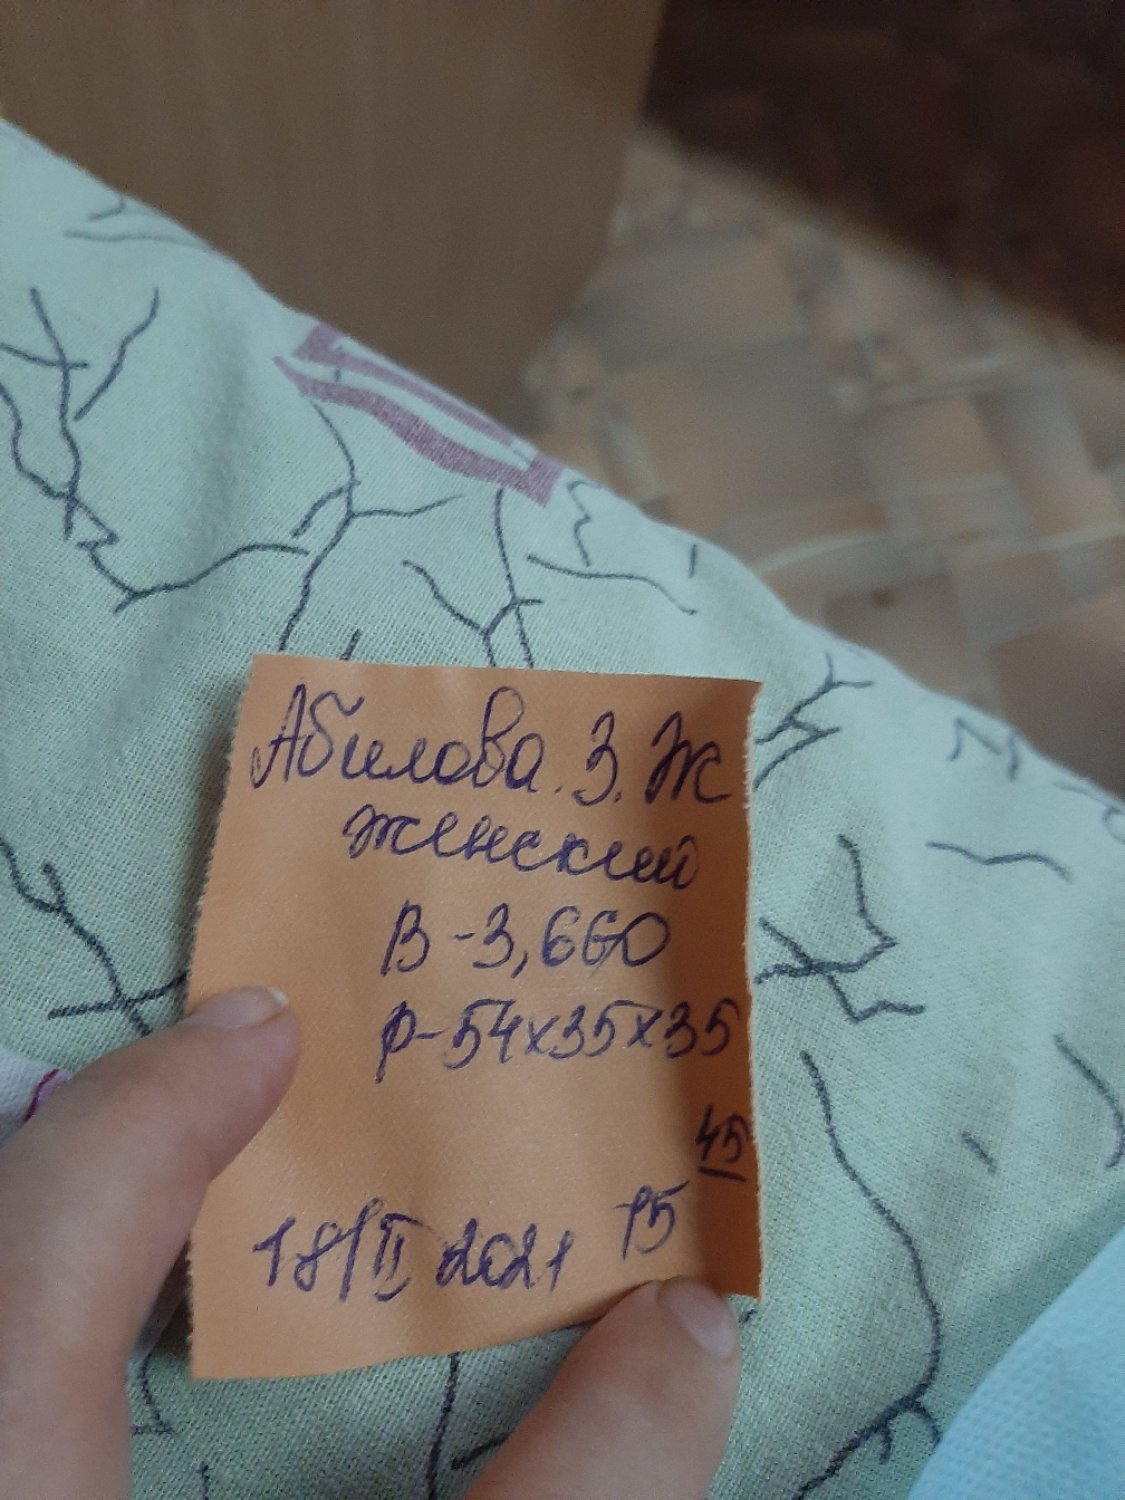 Абилова. З. Ж
женский
В - 3,660
р - 54х35х35
18/II 2021 15 45